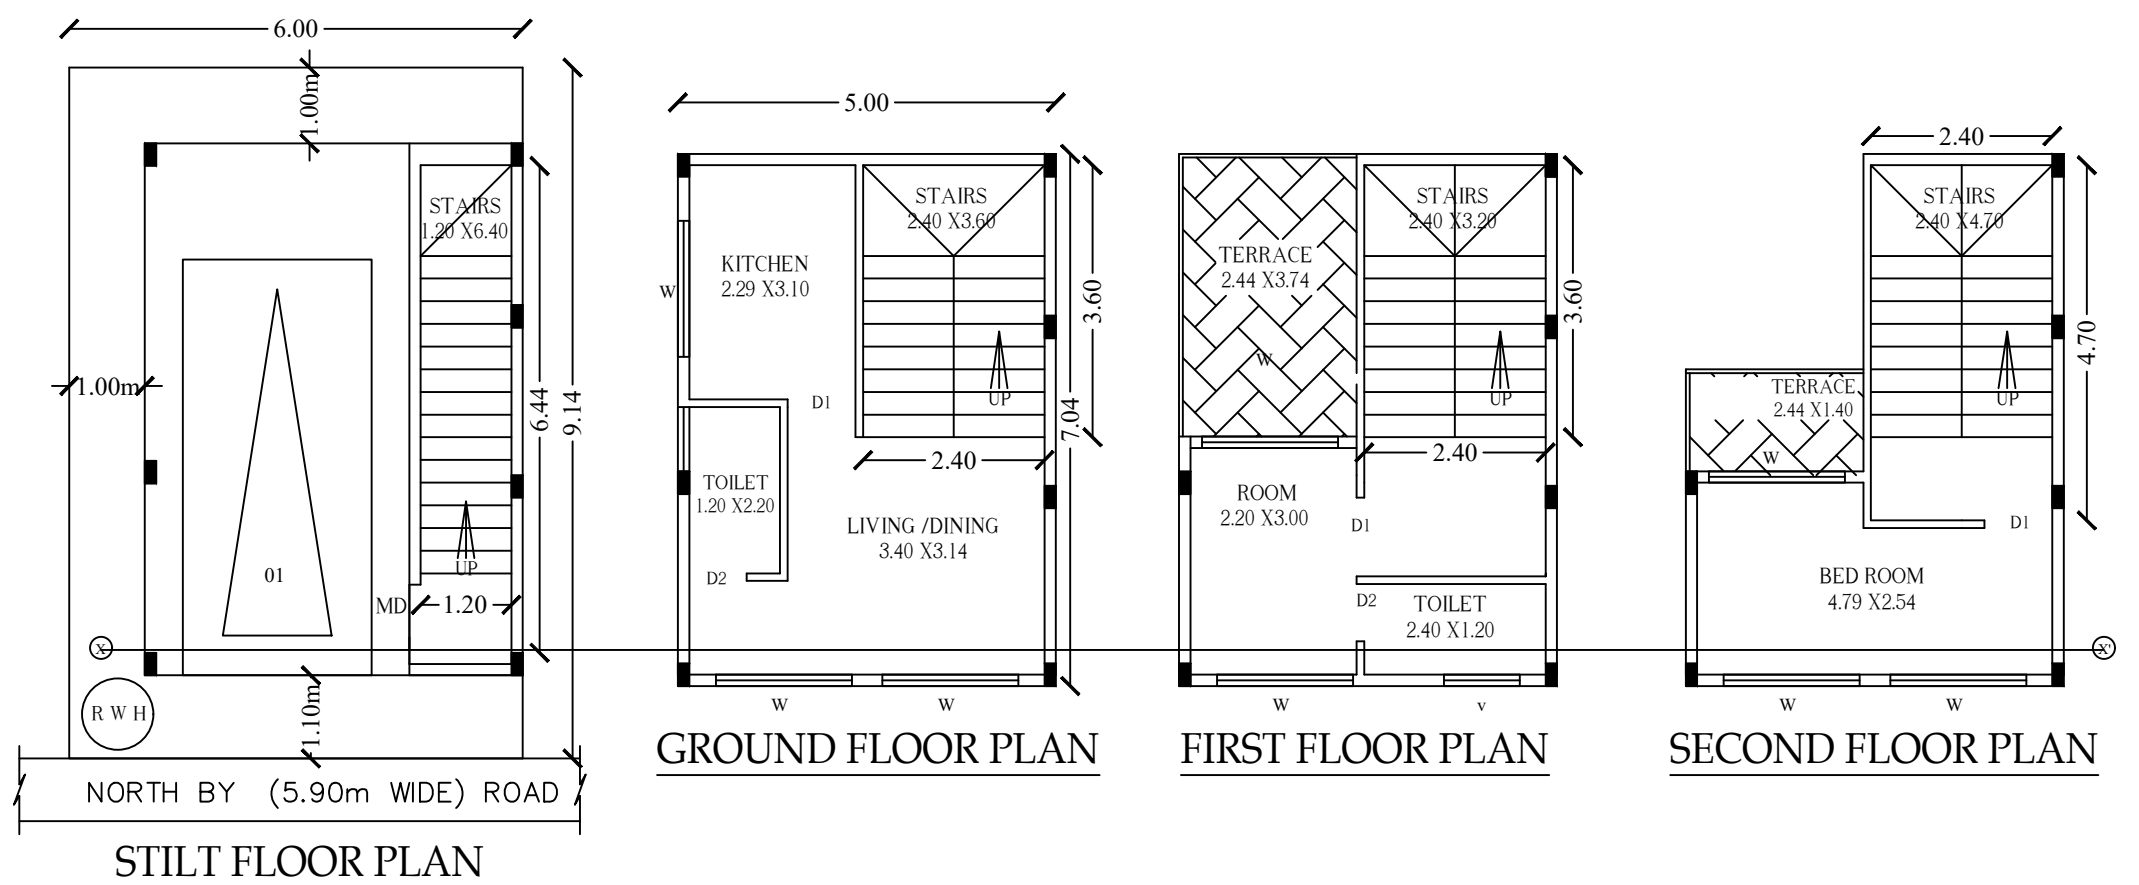 6.00
1.00m
STAIRS
1.20 X6.40
1.00m
6.44
9.14
01
UP
MD
1.20
X
R W H
1.10m
NORTH BY (5.90m WIDE) ROAD
STILT FLOOR PLAN
5.00
STAIRS
2.40 X3.60
KITCHEN
2.29 X3.10
W
3.60
UP
D1
7.04
2.40
TOILET
1.20 X2.20
LIVING /DINING
3.40 X3.14
D2
W
W
GROUND FLOOR PLAN
STAIRS
2.40 X3.20
TERRACE
2.44 X3.74
3.60
W
UP
2.40
ROOM
2.20 X3.00
D1
D2
TOILET
2.40 X1.20
W
v
FIRST FLOOR PLAN
2.40
STAIRS
2.40 X4.70
4.70
TERRACE
2.44 X1.40
UP
W
D1
BED ROOM
4.79 X2.54
X'
W
W
SECOND FLOOR PLAN